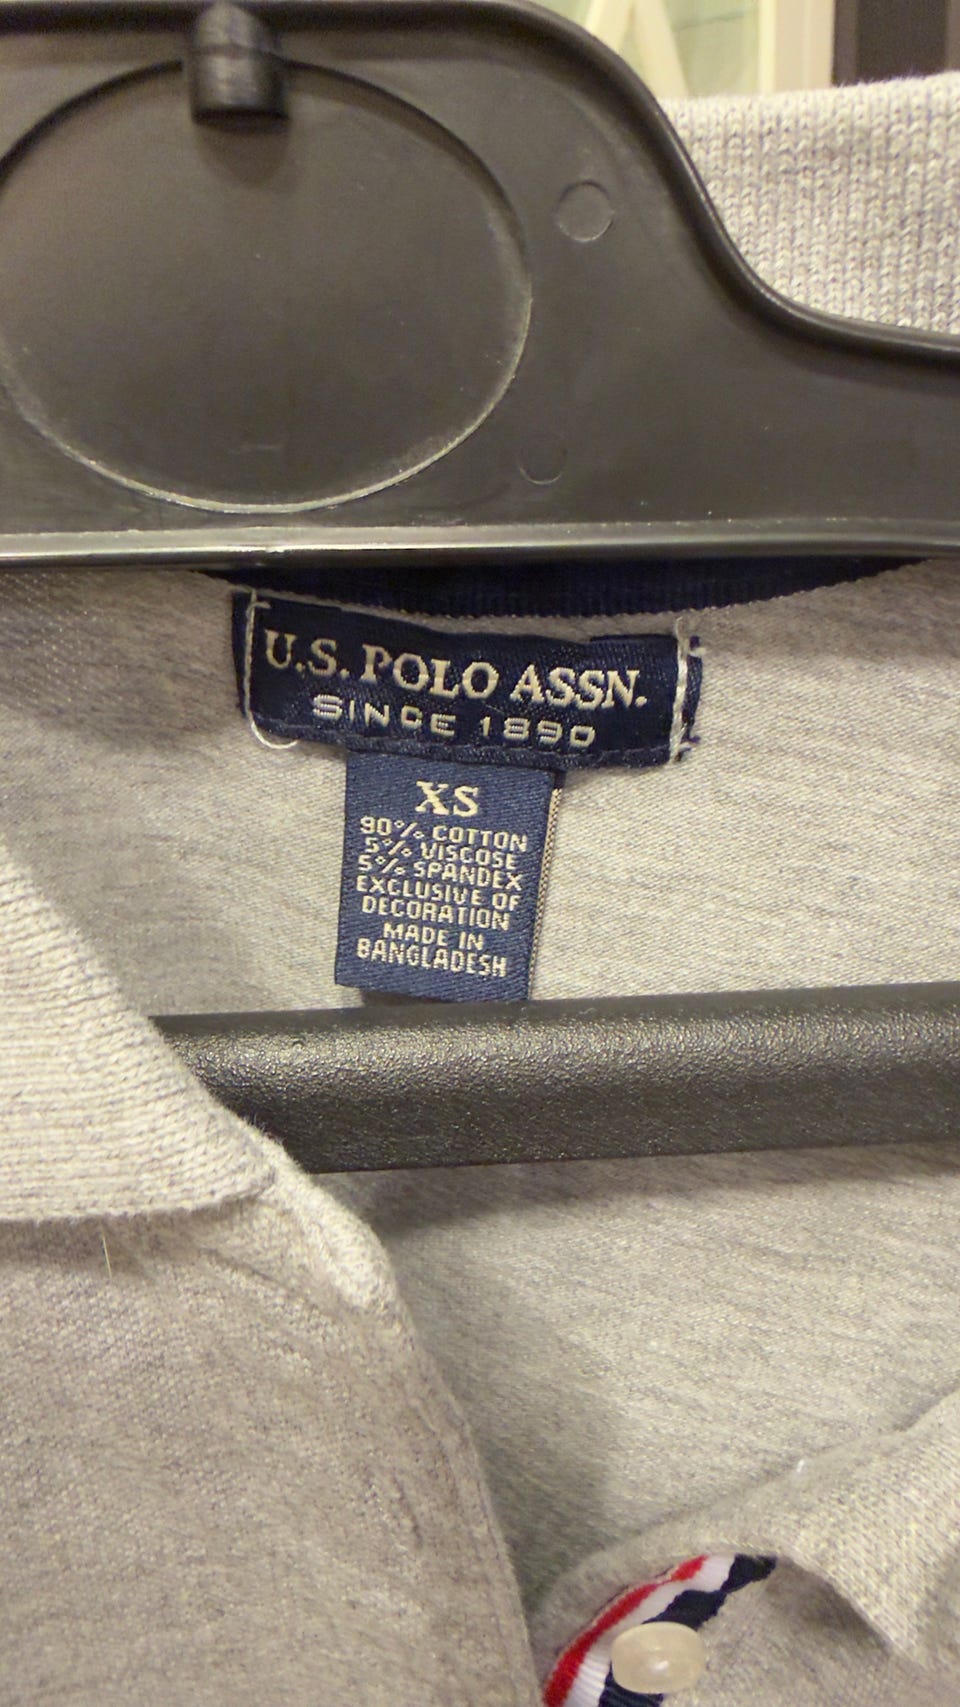 U.S. POLO ASSN.
SINCE 1890
XS
90% COTTON
5% VISCOSE
5% SPANDEX
EXCLUSIVE OF
DECORATION
MADE IN
BANGLADESH